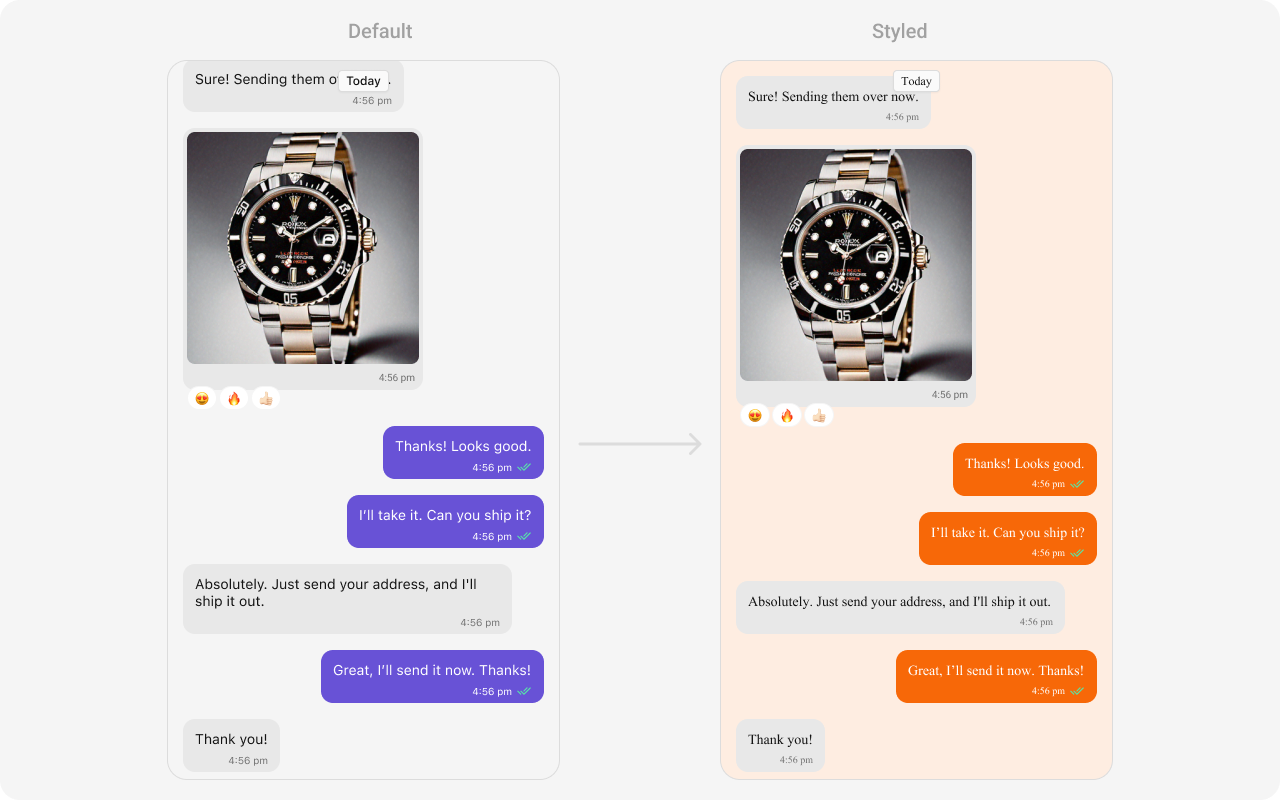 Default
Sure! Sending them o
Today
4:56 pm
ROLEX
05
4:56 pm
Thanks! Looks good.
4:56 pm
I’ll take it. Can you ship it?
4:56 pm
Absolutely. Just send your address, and I'll
ship it out.
4:56 pm
Great, I’ll send it now. Thanks!
4:56 pm
Thank you!
4:56 pm
Styled
Today
Sure! Sending them over now.
4:56 pm
05
4:56 pm
Thanks! Looks good.
4:56 pm
I’ll take it. Can you ship it?
4:56 pm
Absolutely. Just send your address, and I'll ship it out.
4:56 pm
Great, I’ll send it now. Thanks!
4:56 pm
Thank you!
4:56 pm